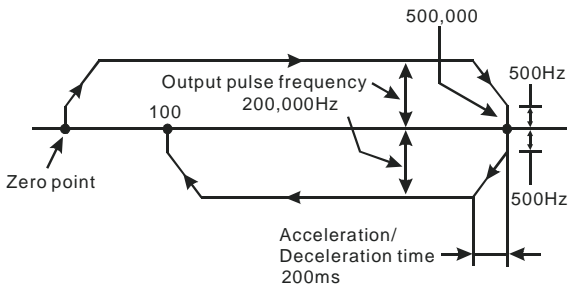 500,000
500Hz
Output pulse frequency
200,000Hz
100
Zero point
500Hz
Acceleration/
Deceleration time
200ms